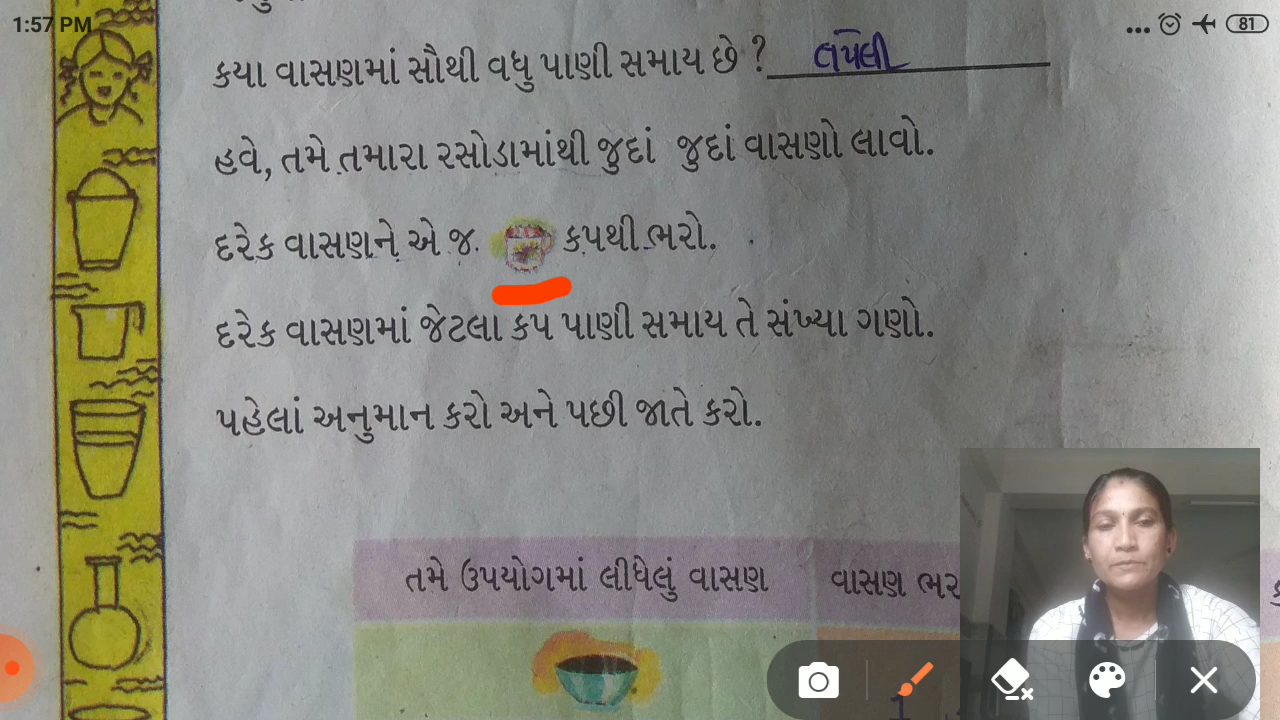 1:57 PM
81
કયા વાસણમાં સૌથી વધુ પાણી સમાય છે ? તપેલી
હવે, તમે તમારા રસોડામાંથી જુદાં જુદાં વાસણો લાવો.
દરેક વાસણને એ જ કપથી ભરો.
દરેક વાસણમાં જેટલા કપ પાણી સમાય તે સંખ્યા ગણો.
પહેલાં અનુમાન કરો અને પછી જાતે કરો.
તમે ઉપયોગમાં લીધેલું વાસણ
વાસણ ભર